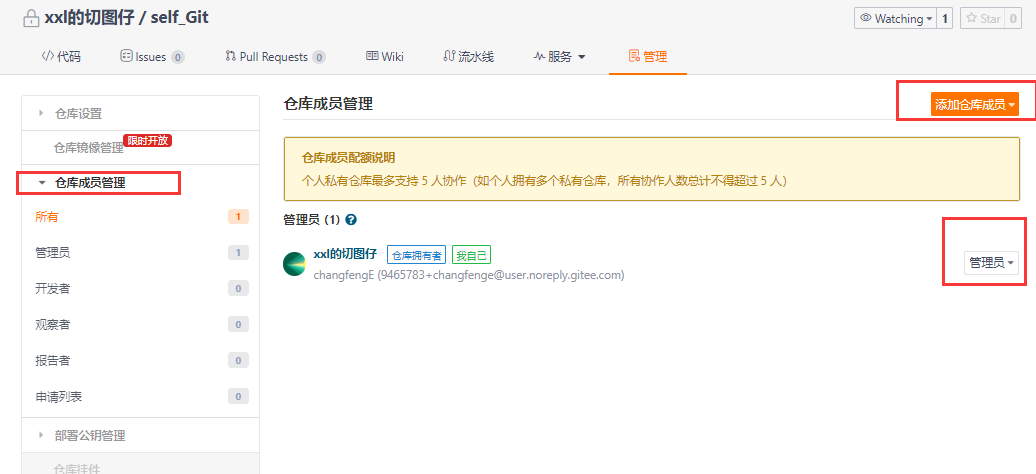 xxl的切图仔 / self_Git
Watching 1 Star 0
代码 Issues 0 Pull Requests 0 Wiki 流水线 服务 管理
仓库设置
仓库镜像管理 限时开放
仓库成员管理
所有 1
管理员 1
开发者 0
观察者 0
报告者 0
申请列表 0
部署公钥管理
仓库挂件
仓库成员管理 添加仓库成员
仓库成员配额说明
个人私有仓库最多支持 5 人协作（如个人拥有多个私有仓库，所有协作人数总计不得超过 5 人）
管理员 (1) ?
xxl的切图仔 仓库拥有者 我自己
changfengE (9465783+changfenge@user.noreply.gitee.com)
管理员